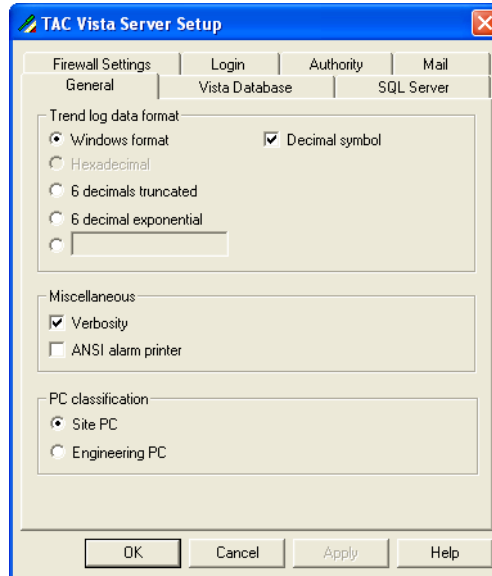 TAC Vista Server Setup
Firewall Settings Login Authority Mail
General Vista Database SQL Server
Trend log data format
Windows format Decimal symbol
Hexadecimal
6 decimals truncated
6 decimal exponential
Miscellaneous
Verbosity
ANSI alarm printer
PC classification
Site PC
Engineering PC
OK Cancel Apply Help